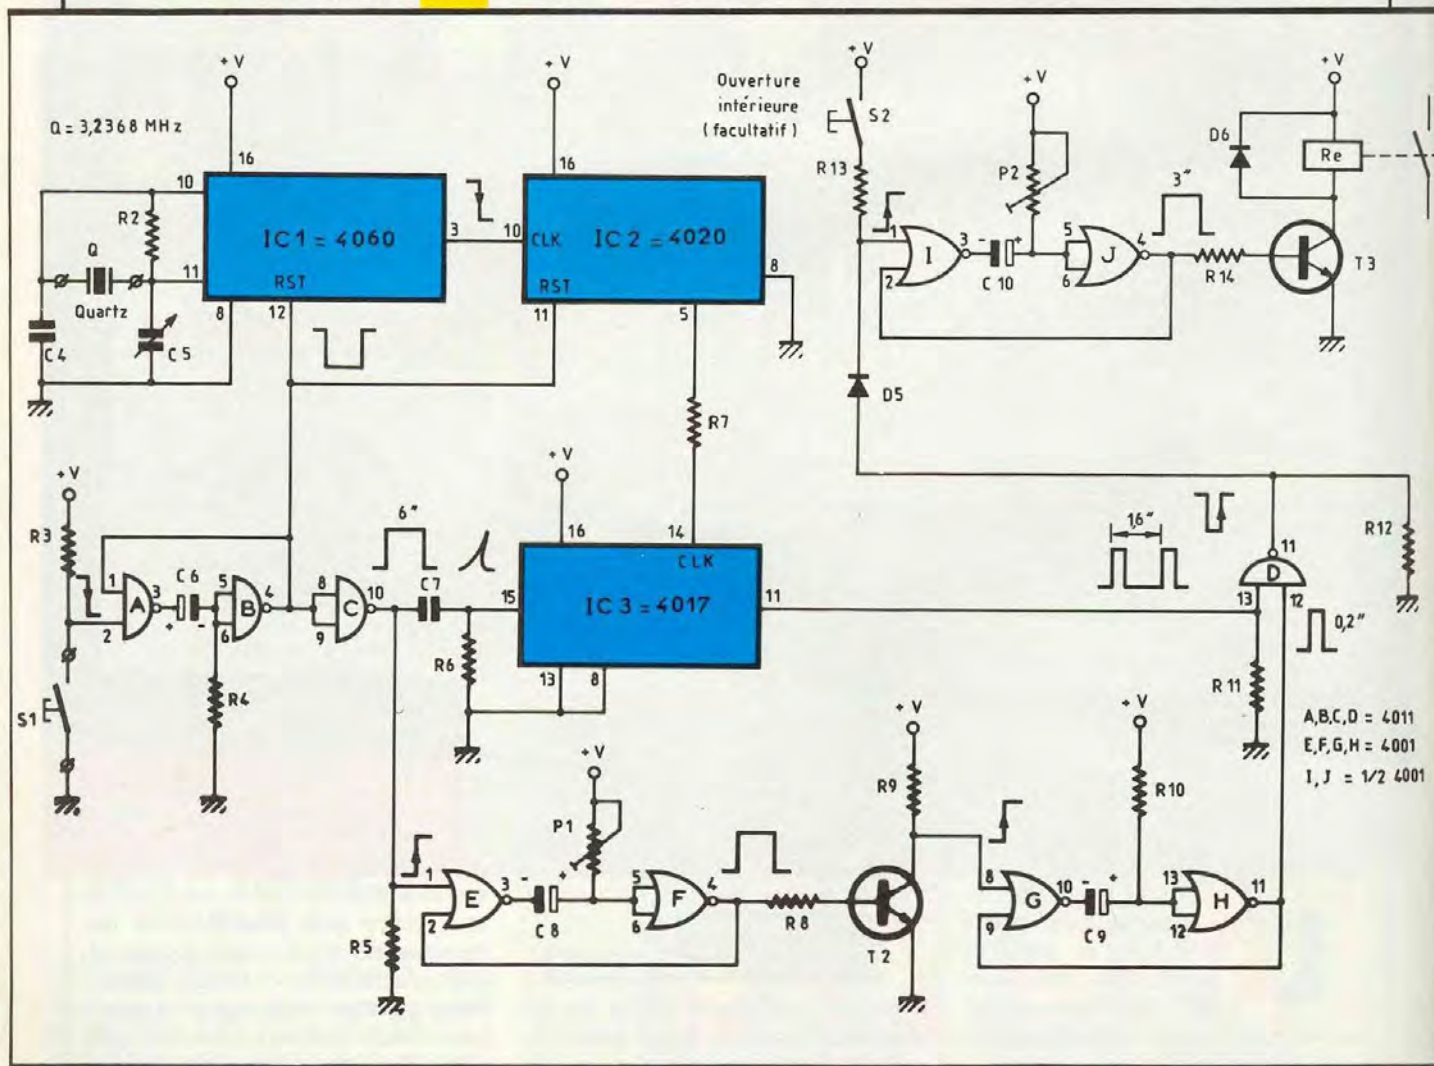 + V
+ V
+ V
+ V
+ V
Q = 3,2368 MHz
Ouverture
intérieure
(facultatif)
S2
R13
P2
3"
D6
Re
16
10
R2
Q
11
Quartz
C4
C5
IC1 = 4060
RST
8
12
3
10
16
CLK
IC2 = 4020
RST
11
5
8
1
2
I
3
-
+
C10
5
6
J
4
R14
T3
D5
R7
+ V
R3
S1
1
2
A
3
C6
+
-
5
6
B
4
R4
8
9
C
10
6"
C7
R6
+ V
16
14
CLK
15
IC3 = 4017
11
13
8
1,6"
11
D
13
12
0,2"
R12
R11
A,B,C,D = 4011
E,F,G,H = 4001
I, J = 1/2 4001
R5
1
2
E
3
-
+
C8
+ V
P1
5
6
F
4
R8
T2
+ V
R9
8
9
G
10
-
+
C9
+ V
R10
13
12
H
11